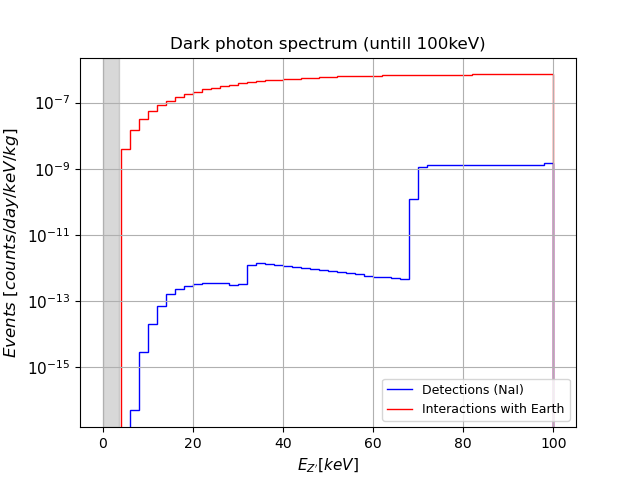 Dark photon spectrum (untill 100keV)
Events [counts/day/keV/kg]
10⁻⁷
10⁻⁹
10⁻¹¹
10⁻¹³
10⁻¹⁵
Detections (NaI)
Interactions with Earth
0 20 40 60 80 100
E_{Z'}[keV]